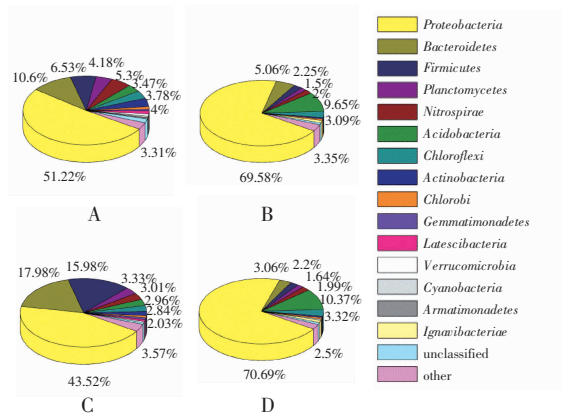 4.18%
6.53%
5.3%
10.6%
3.47%
3.78%
4%
3.31%
51.22%
A
5.06%
2.25%
1.5%
2%
9.65%
3.09%
3.35%
69.58%
B
17.98%
15.98%
3.33%
3.01%
2.96%
2.84%
2.03%
3.57%
43.52%
C
3.06%
2.2%
1.64%
1.99%
10.37%
3.32%
2.5%
70.69%
D
Proteobacteria
Bacteroidetes
Firmicutes
Planctomycetes
Nitrospirae
Acidobacteria
Chloroflexi
Actinobacteria
Chlorobi
Gemmatimonadetes
Latescibacteria
Verrucomicrobia
Cyanobacteria
Armatimonadetes
Ignavibacteriae
unclassified
other